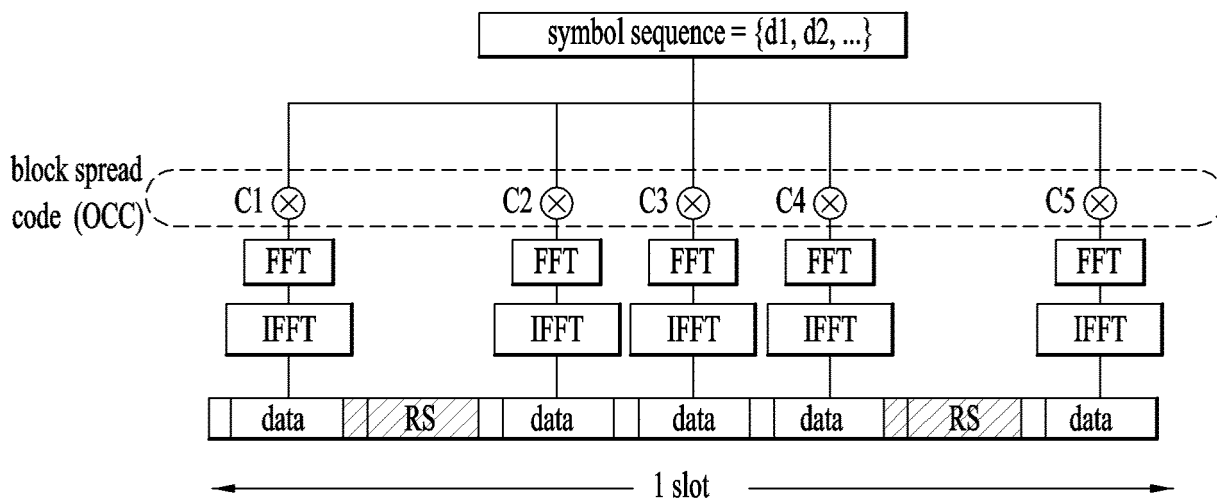 symbol sequence = {d1, d2, ...}
block spread
code (OCC)
C1 C2 C3 C4 C5
FFT FFT FFT FFT FFT
IFFT IFFT IFFT IFFT IFFT
data RS data data data RS data
1 slot